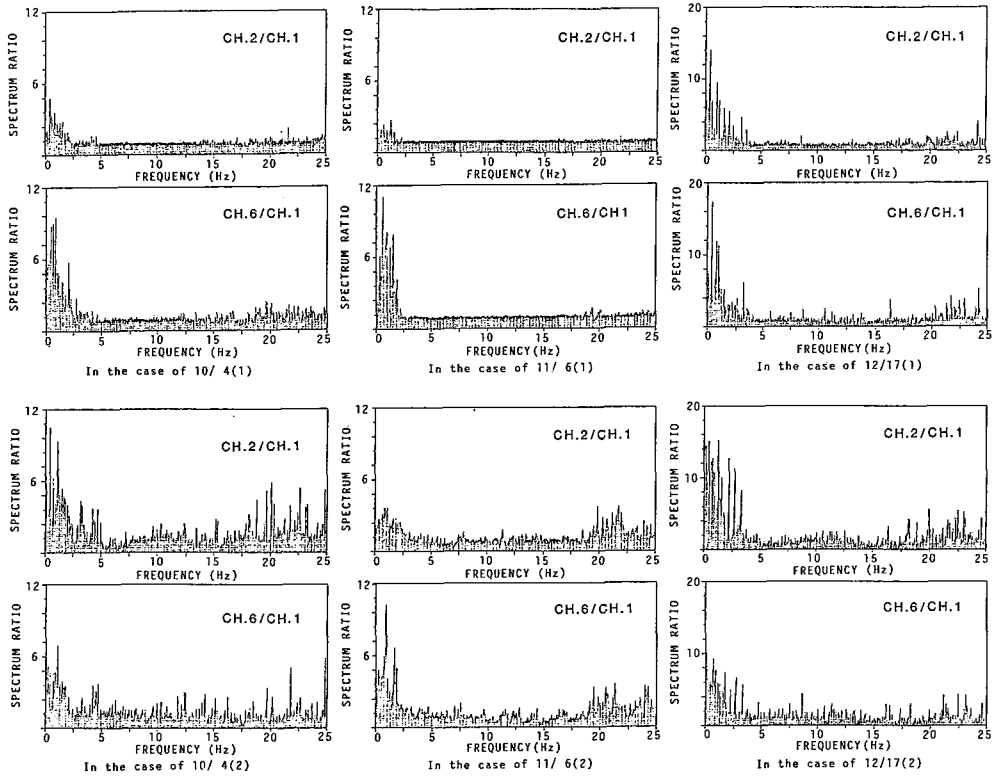 12
6
SPECTRUM RATIO
CH.2/CH.1
0 5 10 15 20 25
FREQUENCY (Hz)
12
6
SPECTRUM RATIO
CH.2/CH.1
0 5 10 15 20 25
FREQUENCY (Hz)
20
10
SPECTRUM RATIO
CH.2/CH.1
0 5 10 15 20 25
FREQUENCY (Hz)
12
6
SPECTRUM RATIO
CH.6/CH.1
0 5 10 15 20 25
FREQUENCY (Hz)
In the case of 10/ 4(1)
12
6
SPECTRUM RATIO
CH.6/CH1
0 5 10 15 20 25
FREQUENCY (Hz)
In the case of 11/ 6(1)
20
10
SPECTRUM RATIO
CH.6/CH.1
0 5 10 15 20 25
FREQUENCY (Hz)
In the case of 12/17(1)
12
6
SPECTRUM RATIO
CH.2/CH.1
0 5 10 15 20 25
FREQUENCY (Hz)
12
6
SPECTRUM RATIO
CH.2/CH.1
0 5 10 15 20 25
FREQUENCY (Hz)
20
10
SPECTRUM RATIO
CH.2/CH.1
0 5 10 15 20 25
FREQUENCY (Hz)
12
6
SPECTRUM RATIO
CH.6/CH.1
0 5 10 15 20 25
FREQUENCY (Hz)
In the case of 10/ 4(2)
12
6
SPECTRUM RATIO
CH.6/CH.1
0 5 10 15 20 25
FREQUENCY (Hz)
In the case of 11/ 6(2)
20
10
SPECTRUM RATIO
CH.6/CH.1
0 5 10 15 20 25
FREQUENCY (Hz)
In the case of 12/17(2)